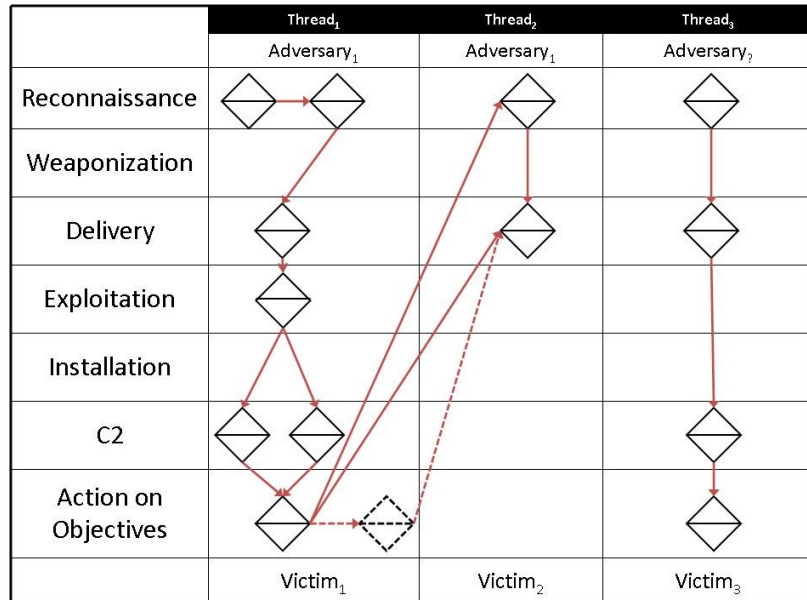 Thread₁ Thread₂ Thread₃
Adversary₁ Adversary₁ Adversary?
Reconnaissance
Weaponization
Delivery
Exploitation
Installation
C2
Action on
Objectives
Victim₁ Victim₂ Victim₃